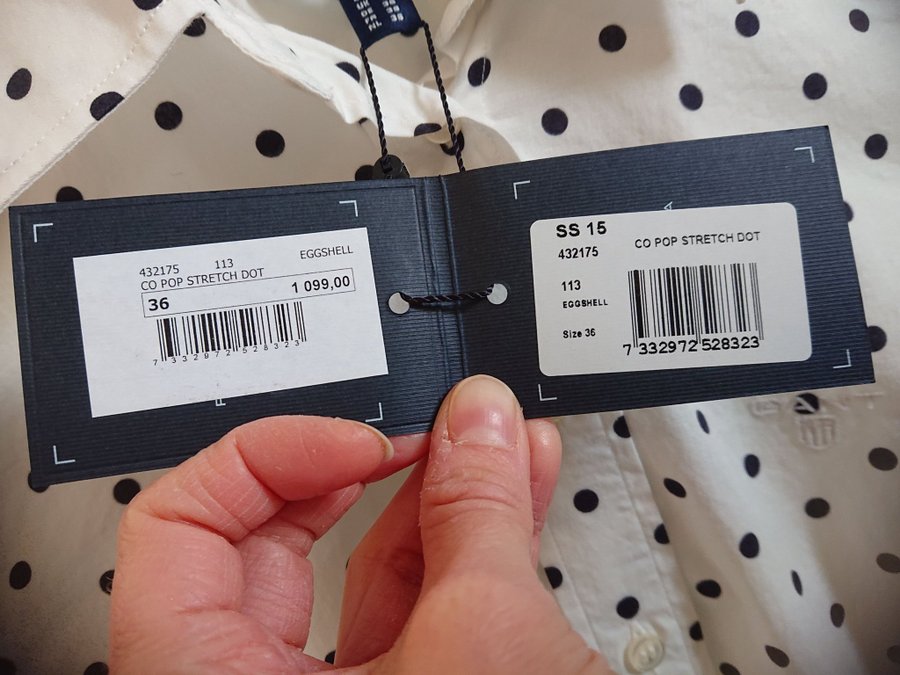 432175 113 EGGSHELL
CO POP STRETCH DOT
36 1 099,00
7 332972 528323
SS 15
432175 CO POP STRETCH DOT
113
EGGSHELL
Size 36
7 332972 528323
GANT